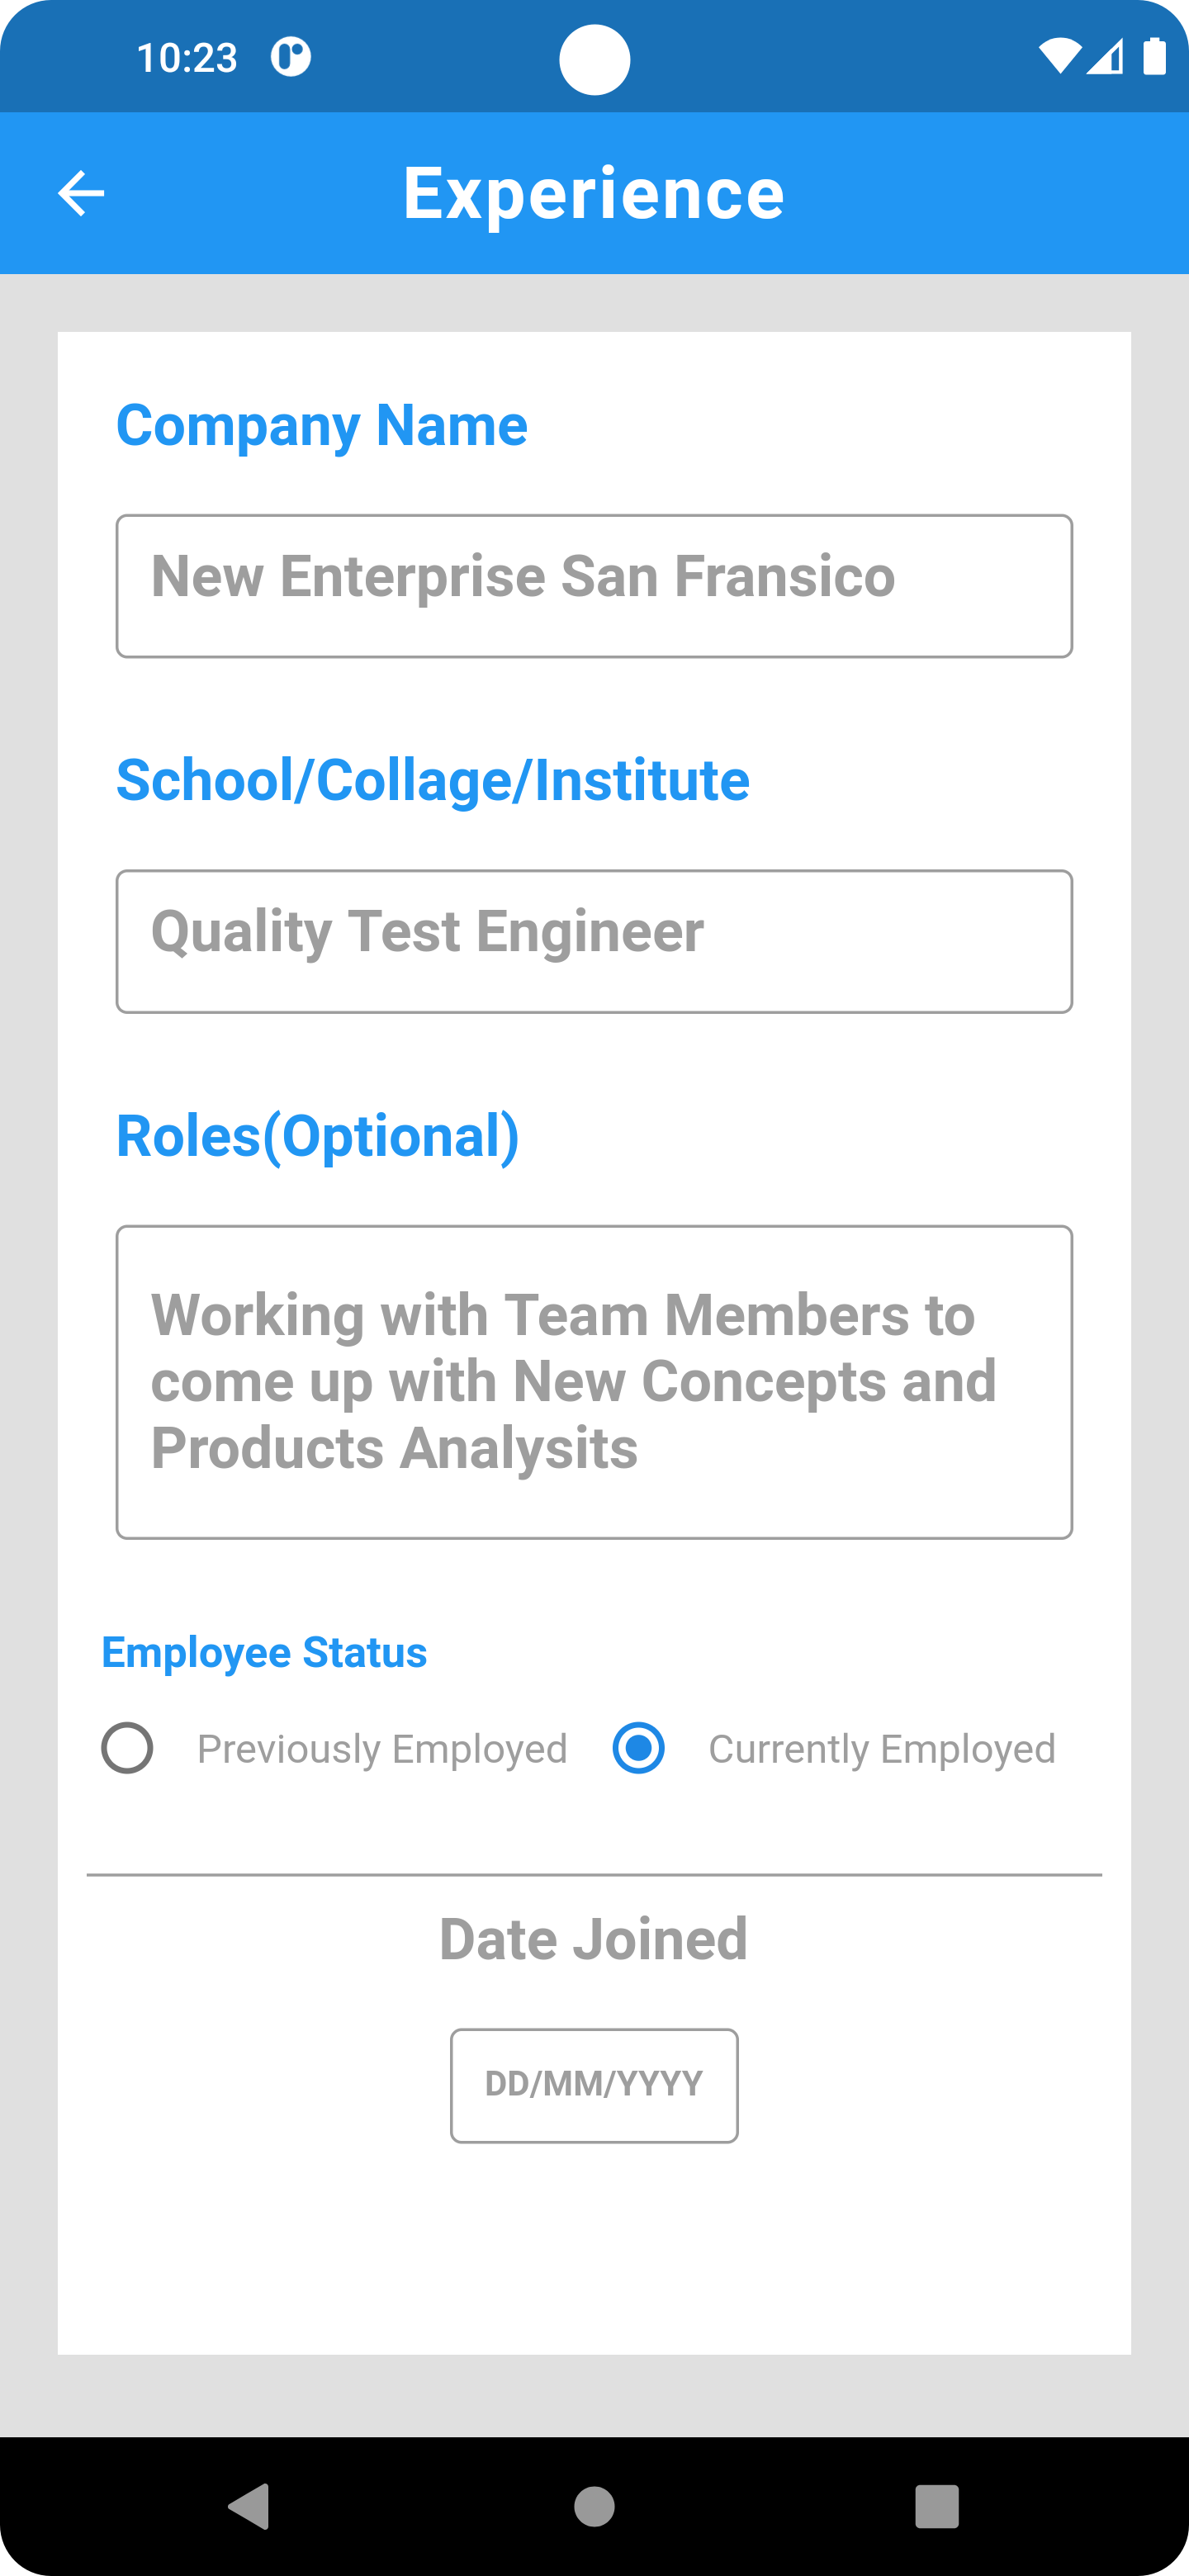 10:23
Experience
Company Name
New Enterprise San Fransico
School/Collage/Institute
Quality Test Engineer
Roles(Optional)
Working with Team Members to
come up with New Concepts and
Products Analysits
Employee Status
Previously Employed Currently Employed
Date Joined
DD/MM/YYYY